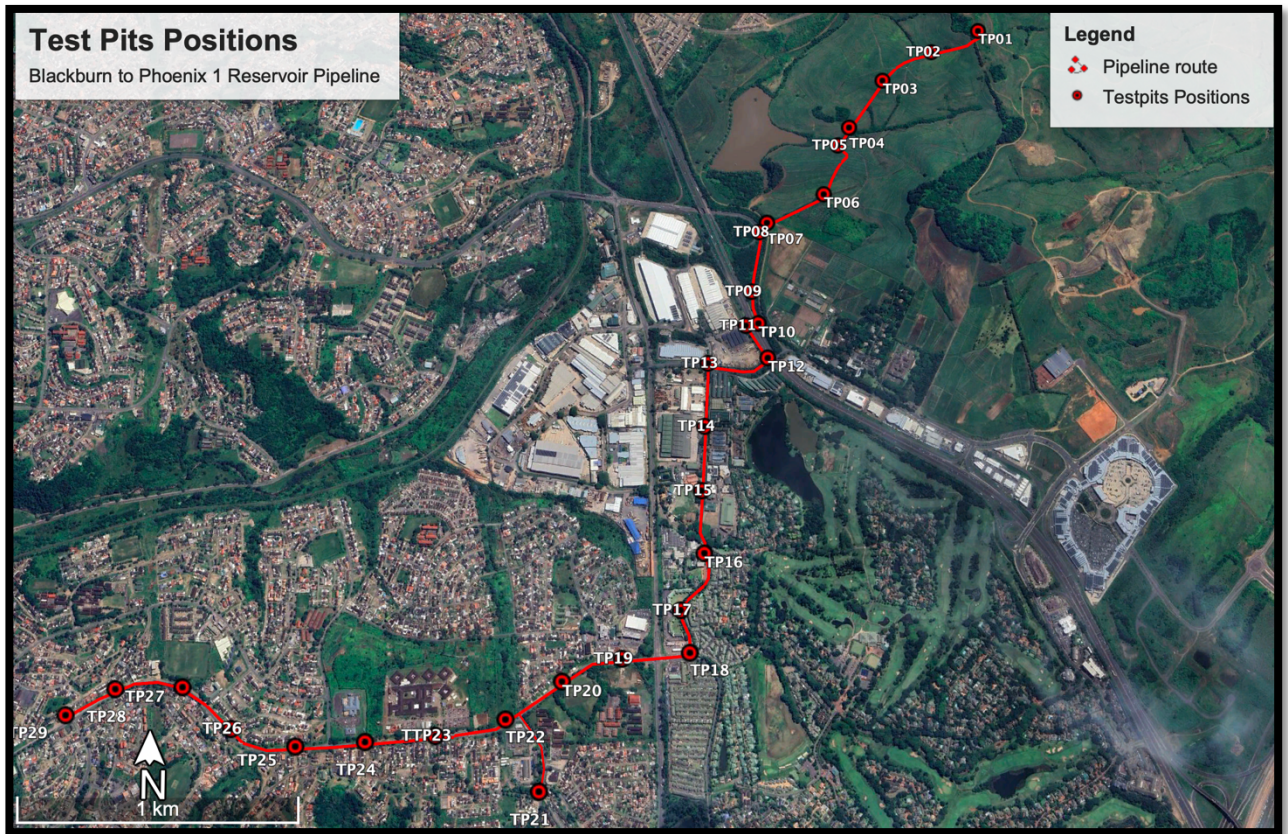 Test Pits Positions
Blackburn to Phoenix 1 Reservoir Pipeline
Legend
Pipeline route
Testpits Positions
TP01
TP02
TP03
TP04
TP05
TP06
TP07
TP08
TP09
TP10
TP11
TP12
TP13
TP14
TP15
TP16
TP17
TP18
TP19
TP20
TP21
TP22
TTP23
TP24
TP25
TP26
TP27
TP28
TP29
N
1 km